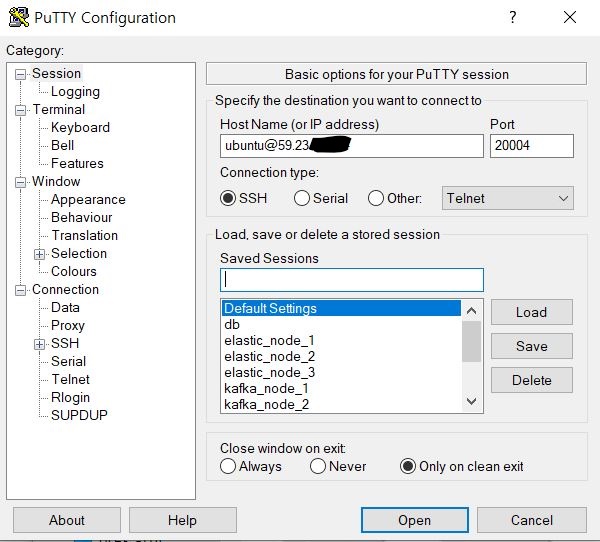 PuTTY Configuration
?
Category:
Session
Logging
Terminal
Keyboard
Bell
Features
Window
Appearance
Behaviour
Translation
Selection
Colours
Connection
Data
Proxy
SSH
Serial
Telnet
Rlogin
SUPDUP
Basic options for your PuTTY session
Specify the destination you want to connect to
Host Name (or IP address) Port
ubuntu@59.23 20004
Connection type:
SSH Serial Other: Telnet
Load, save or delete a stored session
Saved Sessions
Default Settings
db
elastic_node_1
elastic_node_2
elastic_node_3
kafka_node_1
kafka_node_2
Load
Save
Delete
Close window on exit:
Always Never Only on clean exit
About Help Open Cancel